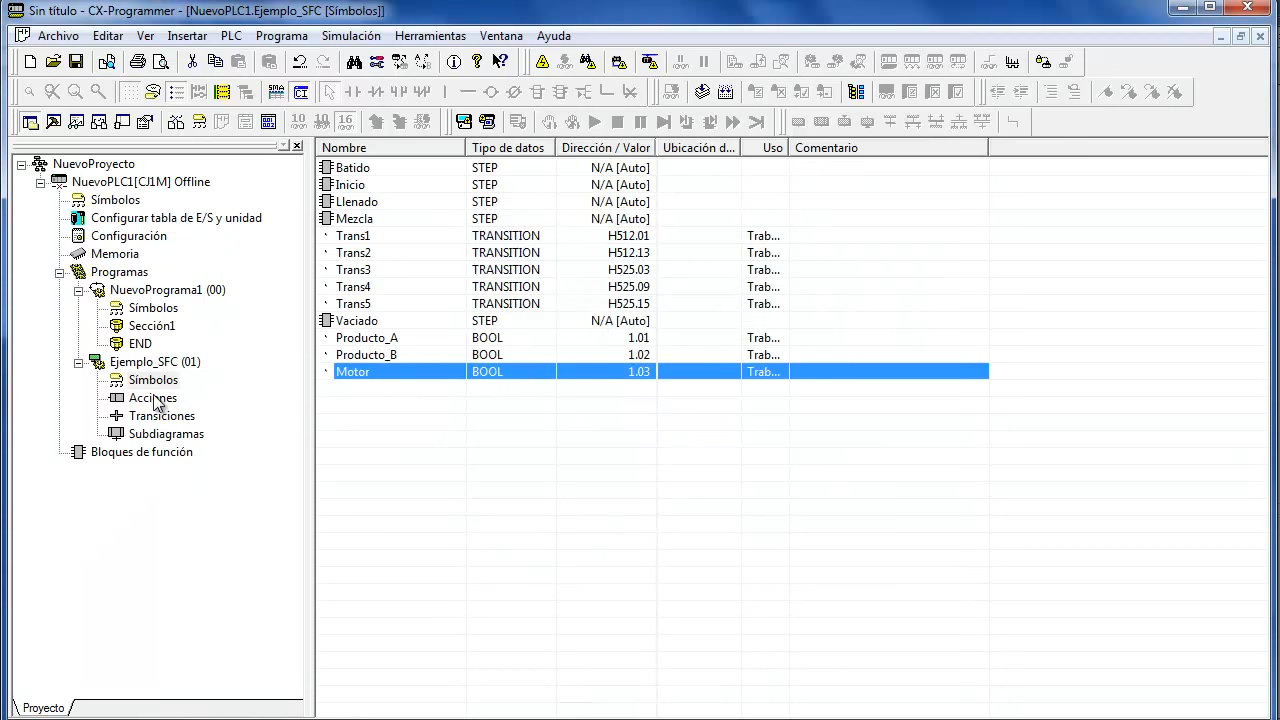 Sin título - CX-Programmer - [NuevoPLC1.Ejemplo_SFC [Símbolos]]
Archivo Editar Ver Insertar PLC Programa Simulación Herramientas Ventana Ayuda
10 16
NuevoProyecto
NuevoPLC1[CJ1M] Offline
Símbolos
Configurar tabla de E/S y unidad
Configuración
Memoria
Programas
NuevoPrograma1 (00)
Símbolos
Sección1
END
Ejemplo_SFC (01)
Símbolos
Acciones
Transiciones
Subdiagramas
Bloques de función
Proyecto
Nombre Tipo de datos Dirección / Valor Ubicación d... Uso Comentario
Batido STEP N/A [Auto]
Inicio STEP N/A [Auto]
Llenado STEP N/A [Auto]
Mezcla STEP N/A [Auto]
Trans1 TRANSITION H512.01 Trab...
Trans2 TRANSITION H512.13 Trab...
Trans3 TRANSITION H525.03 Trab...
Trans4 TRANSITION H525.09 Trab...
Trans5 TRANSITION H525.15 Trab...
Vaciado STEP N/A [Auto]
Producto_A BOOL 1.01 Trab...
Producto_B BOOL 1.02 Trab...
Motor BOOL 1.03 Trab...